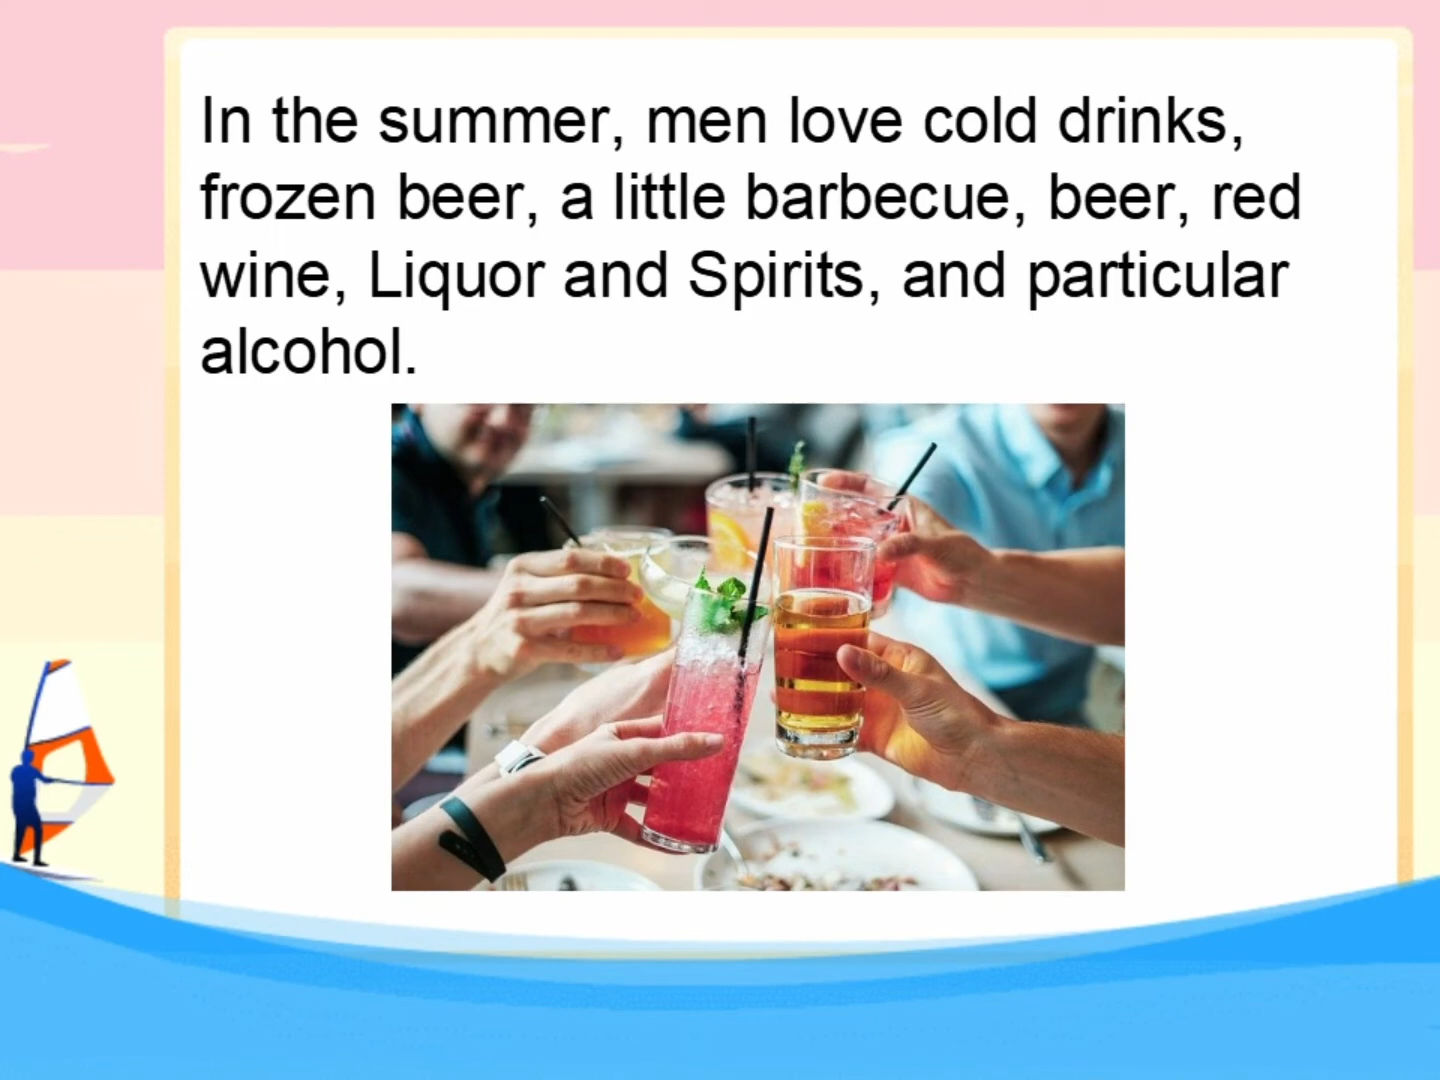 In the summer, men love cold drinks,
frozen beer, a little barbecue, beer, red
wine, Liquor and Spirits, and particular
alcohol.